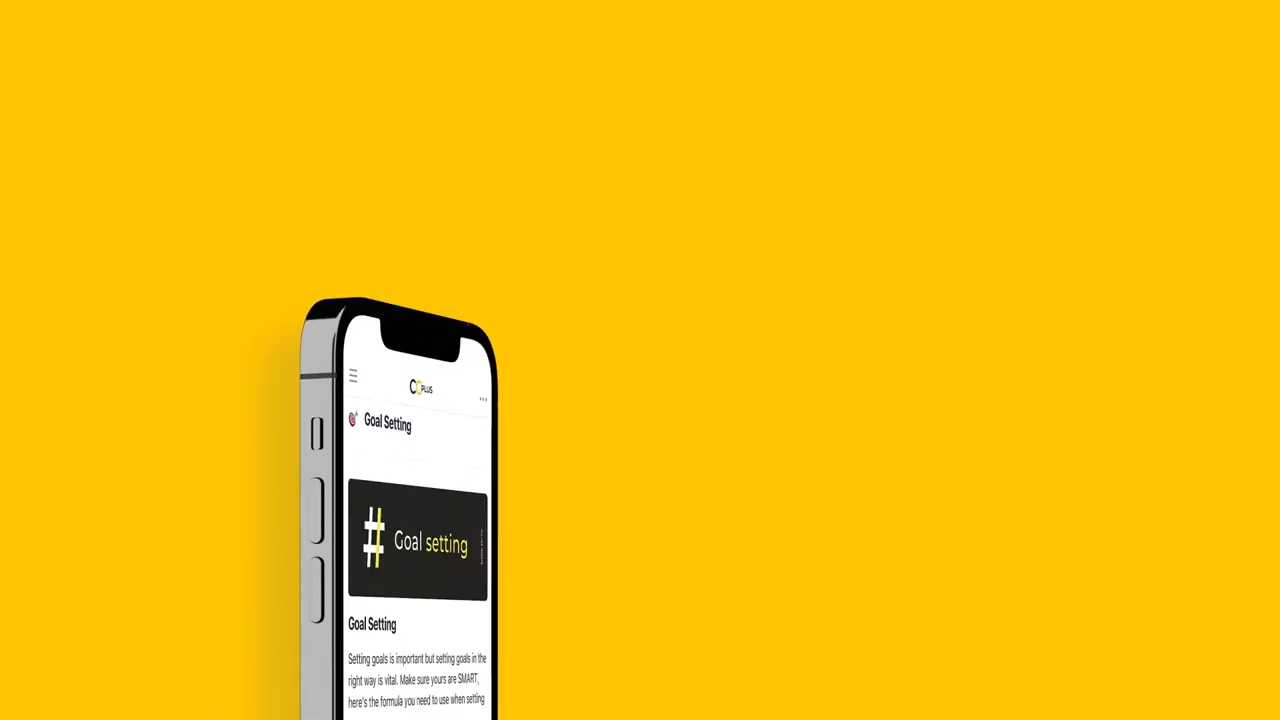 CCPLUS
Goal Setting
# Goal setting
Goal Setting
Setting goals is important but setting goals in the
right way is vital. Make sure yours are SMART,
here's the formula you need to use when setting